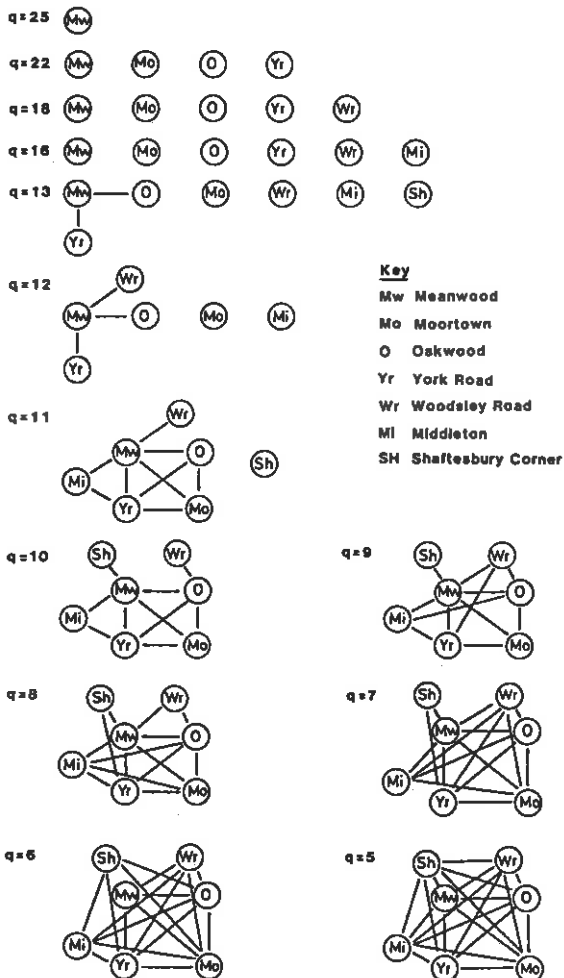 q=25 Mw
q=22 Mw Mo O Yr
q=18 Mw Mo O Yr Wr
q=16 Mw Mo O Yr Wr Mi
q=13 Mw O Mo Wr Mi Sh
Yr
q=12 Wr
Mw O Mo Mi
Yr
Key
Mw Meanwood
Mo Moortown
O Oakwood
Yr York Road
Wr Woodsley Road
Mi Middleton
SH Shaftesbury Corner
q=11 Wr
Mw O Sh
Mi
Yr Mo
q=10 Sh Wr
Mw O
Mi
Yr Mo
q=9 Sh Wr
Mw O
Mi
Yr Mo
q=8 Sh Wr
Mw O
Mi
Yr Mo
q=7 Sh Wr
Mw O
Mi
Yr Mo
q=6 Sh Wr
Mw O
Mi
Yr Mo
q=5 Sh Wr
Mw O
Mi
Yr Mo